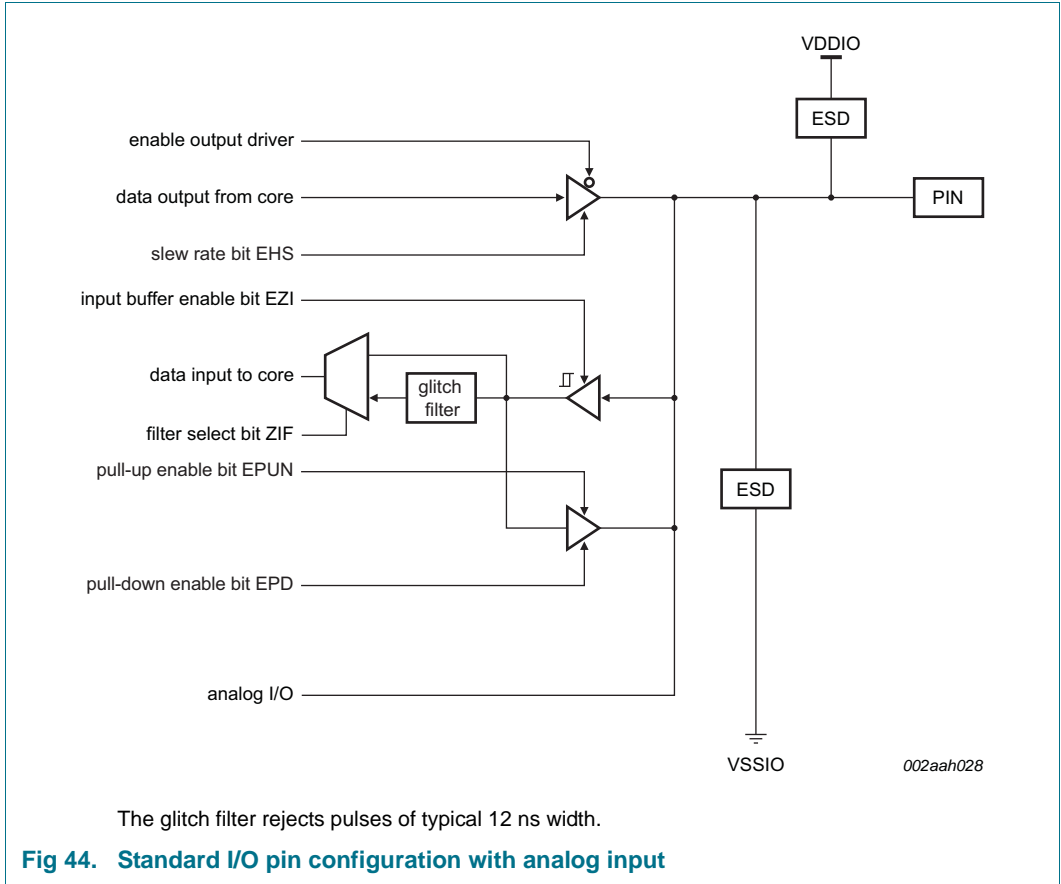 VDDIO
ESD
enable output driver
data output from core
PIN
slew rate bit EHS
input buffer enable bit EZI
data input to core
glitch
filter
filter select bit ZIF
pull-up enable bit EPUN
ESD
pull-down enable bit EPD
analog I/O
VSSIO
002aah028
The glitch filter rejects pulses of typical 12 ns width.
Fig 44. Standard I/O pin configuration with analog input